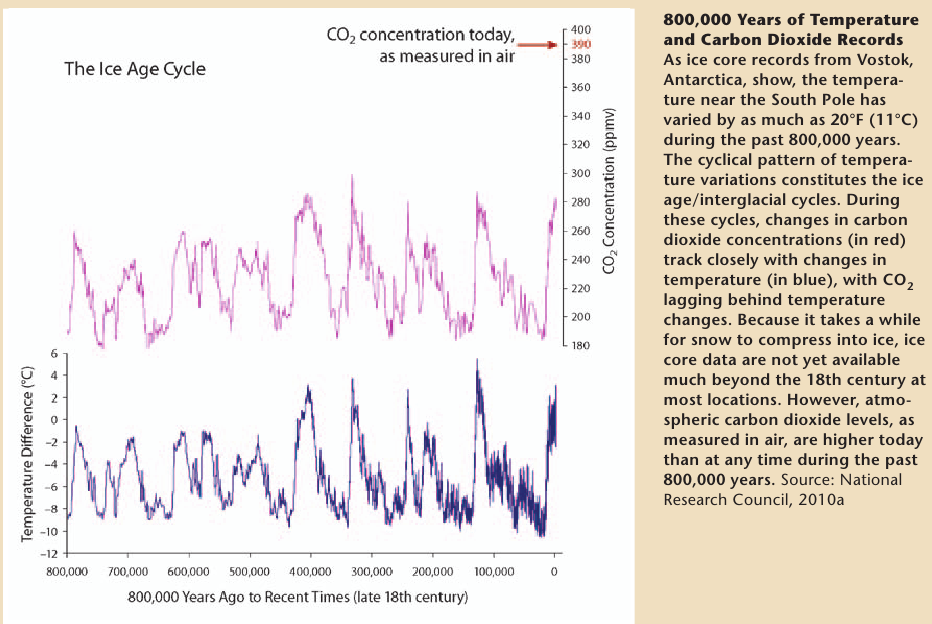 CO₂ concentration today,
as measured in air
The Ice Age Cycle
400
390
380
360
340
320
300
280
260
240
220
200
180
CO₂ Concentration (ppmv)
6
4
2
0
−2
−4
−6
−8
−10
−12
Temperature Difference (°C)
800,000 700,000 600,000 500,000 400,000 300,000 200,000 100,000 0
800,000 Years Ago to Recent Times (late 18th century)
800,000 Years of Temperature
and Carbon Dioxide Records
As ice core records from Vostok,
Antarctica, show, the tempera-
ture near the South Pole has
varied by as much as 20°F (11°C)
during the past 800,000 years.
The cyclical pattern of tempera-
ture variations constitutes the ice
age/interglacial cycles. During
these cycles, changes in carbon
dioxide concentrations (in red)
track closely with changes in
temperature (in blue), with CO₂
lagging behind temperature
changes. Because it takes a while
for snow to compress into ice, ice
core data are not yet available
much beyond the 18th century at
most locations. However, atmo-
spheric carbon dioxide levels, as
measured in air, are higher today
than at any time during the past
800,000 years. Source: National
Research Council, 2010a